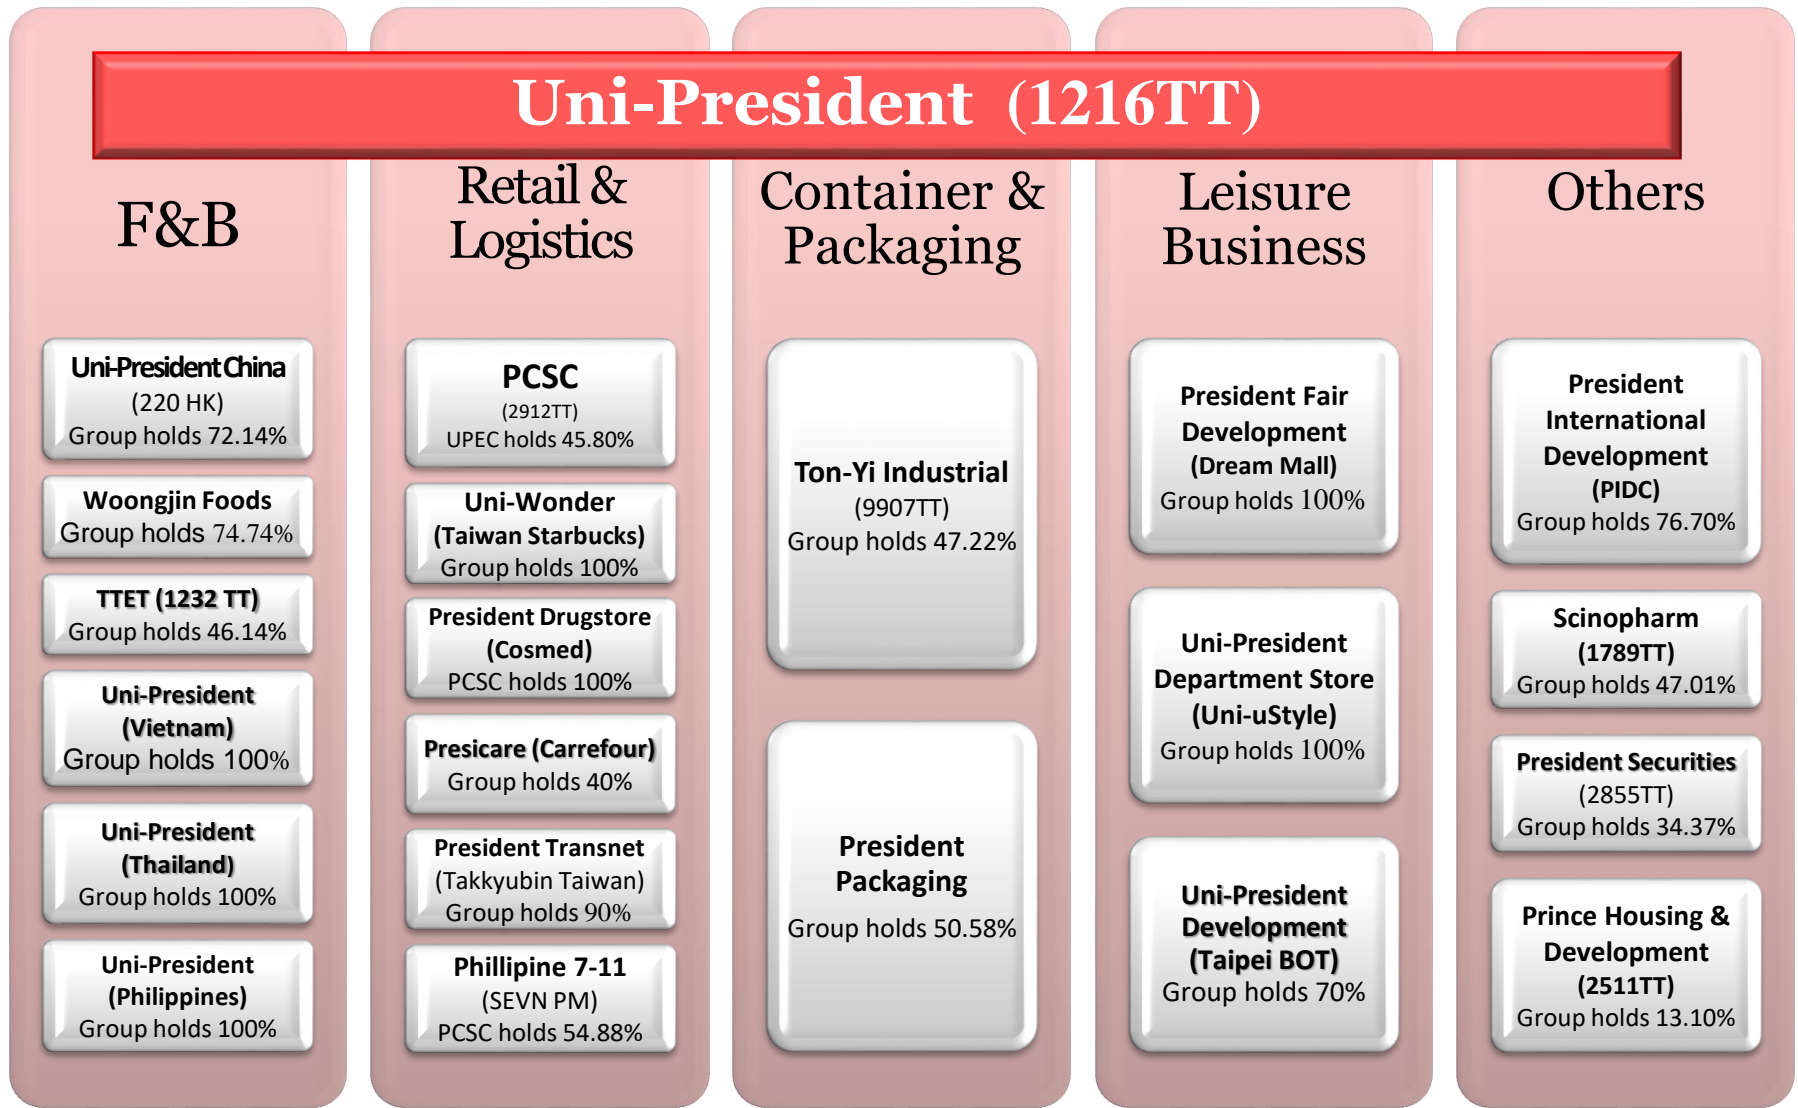 Uni-President (1216TT)
F&B
Uni-President China
(220 HK)
Group holds 72.14%
Woongjin Foods
Group holds 74.74%
TTET (1232 TT)
Group holds 46.14%
Uni-President
(Vietnam)
Group holds 100%
Uni-President
(Thailand)
Group holds 100%
Uni-President
(Philippines)
Group holds 100%
Retail &
Logistics
PCSC
(2912TT)
UPEC holds 45.80%
Uni-Wonder
(Taiwan Starbucks)
Group holds 100%
President Drugstore
(Cosmed)
PCSC holds 100%
Presicare (Carrefour)
Group holds 40%
President Transnet
(Takkyubin Taiwan)
Group holds 90%
Phillipine 7-11
(SEVN PM)
PCSC holds 54.88%
Container &
Packaging
Ton-Yi Industrial
(9907TT)
Group holds 47.22%
President
Packaging
Group holds 50.58%
Leisure
Business
President Fair
Development
(Dream Mall)
Group holds 100%
Uni-President
Department Store
(Uni-uStyle)
Group holds 100%
Uni-President
Development
(Taipei BOT)
Group holds 70%
Others
President
International
Development
(PIDC)
Group holds 76.70%
Scinopharm
(1789TT)
Group holds 47.01%
President Securities
(2855TT)
Group holds 34.37%
Prince Housing &
Development
(2511TT)
Group holds 13.10%